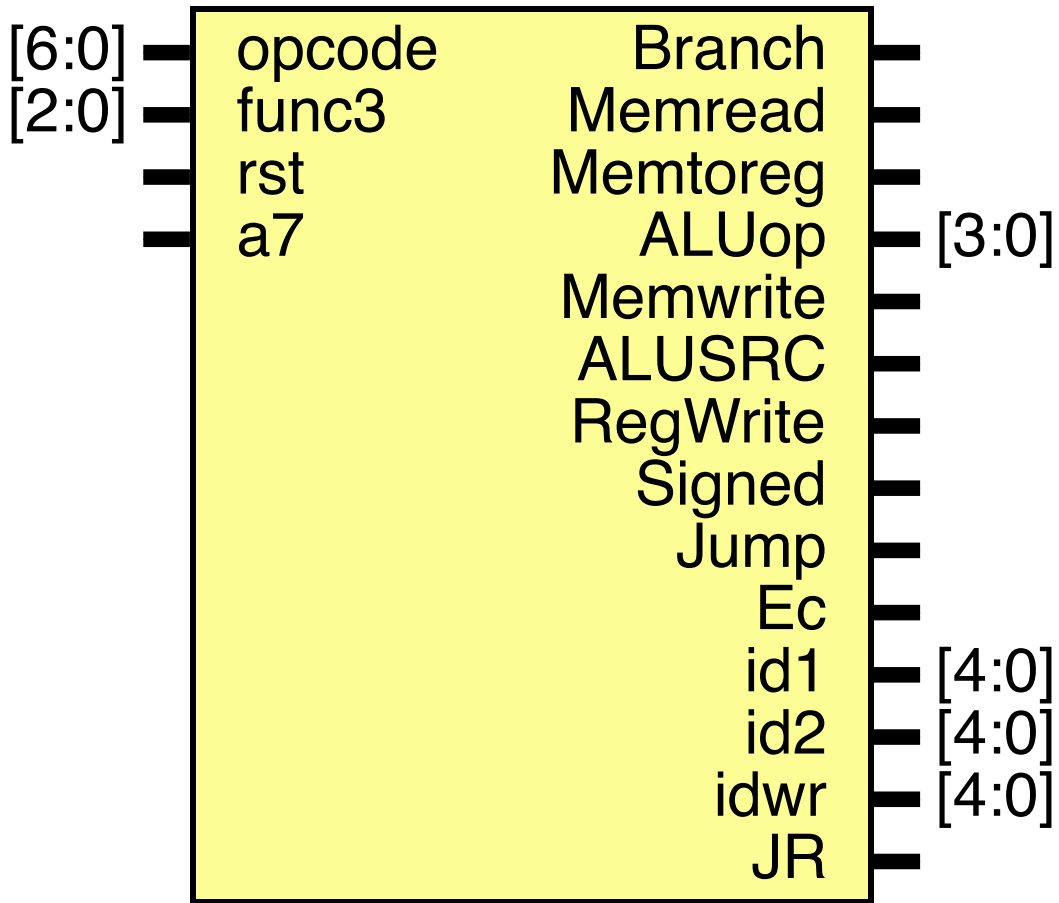 [6:0] opcode Branch
[2:0] func3 Memread
rst Memtoreg
a7 ALUop [3:0]
Memwrite
ALUSRC
RegWrite
Signed
Jump
Ec
id1 [4:0]
id2 [4:0]
idwr [4:0]
JR